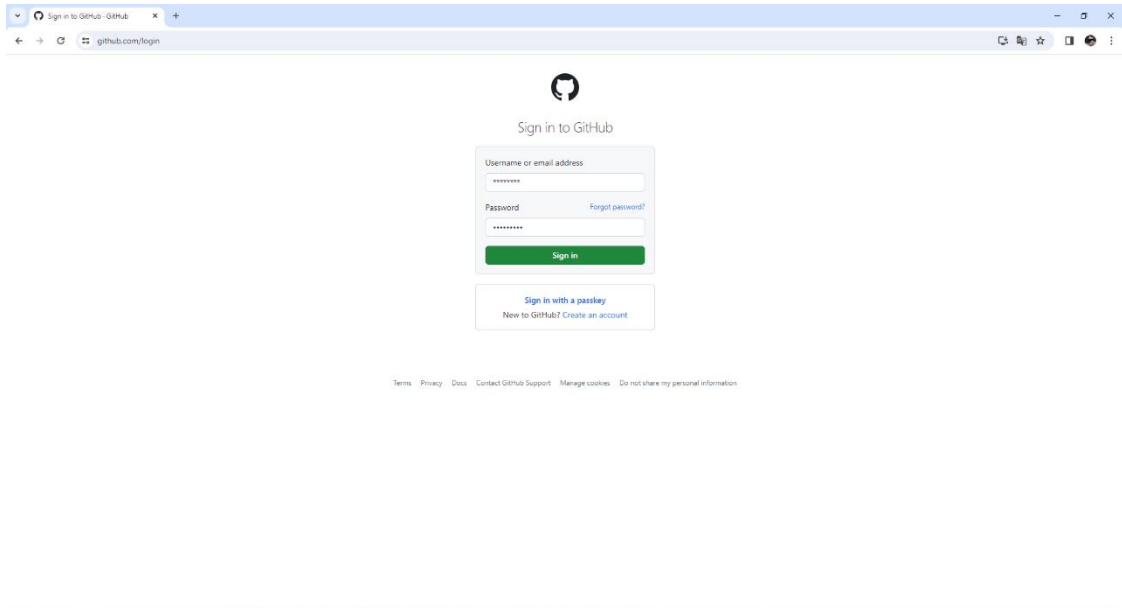 Sign in to GitHub · GitHub
github.com/login
Sign in to GitHub
Username or email address
********
Password Forgot password?
•••••••••
Sign in
Sign in with a passkey
New to GitHub? Create an account
Terms Privacy Docs Contact GitHub Support Manage cookies Do not share my personal information